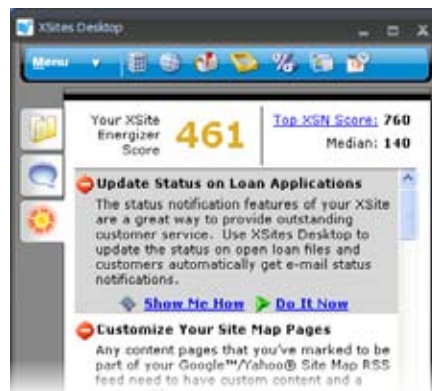 XSites Desktop
Menu
Your XSite
Energizer
Score
461
Top XSN Score: 760
Median: 140
Update Status on Loan Applications
The status notification features of your XSite
are a great way to provide outstanding
customer service.  Use XSites Desktop to
update the status on open loan files and
customers automatically get e-mail status
notifications.
Show Me How
Do It Now
Customize Your Site Map Pages
Any content pages that you've marked to be
part of your Google™/Yahoo® Site Map RSS
feed need to have custom content and a